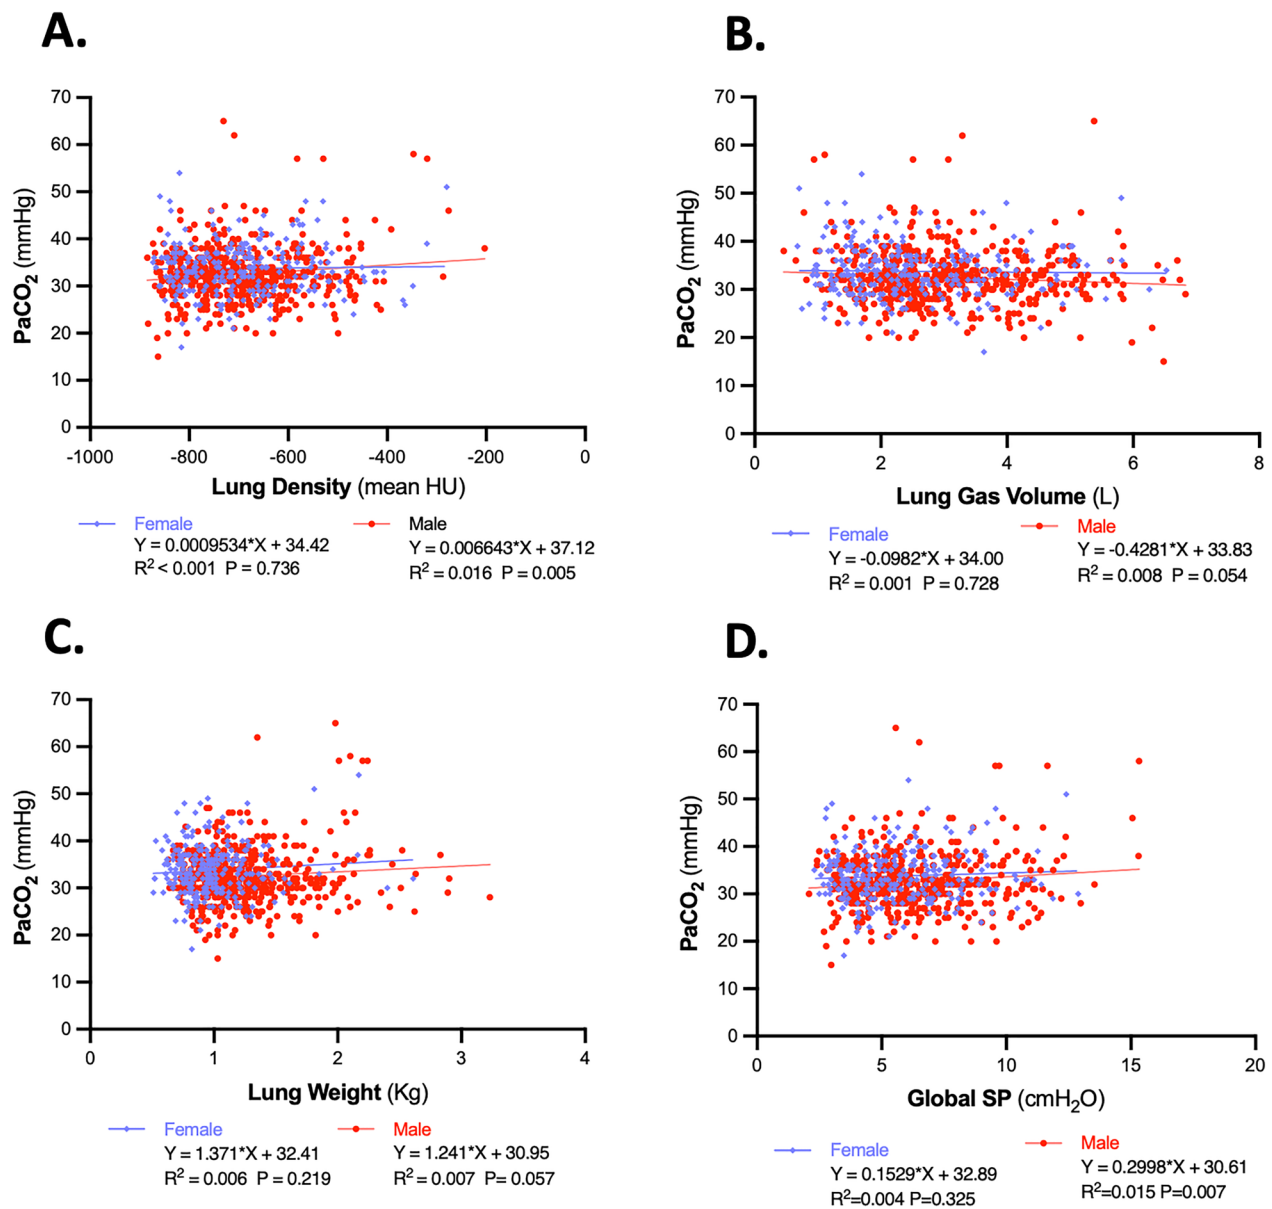 A.
B.
70
60
50
40
30
20
10
0
PaCO2 (mmHg)
-1000 -800 -600 -400 -200 0
Lung Density (mean HU)
Female
Y = 0.0009534*X + 34.42
R2 < 0.001 P = 0.736
Male
Y = 0.006643*X + 37.12
R2 = 0.016 P = 0.005
70
60
50
40
30
20
10
0
PaCO2 (mmHg)
0 2 4 6 8
Lung Gas Volume (L)
Female
Y = -0.0982*X + 34.00
R2 = 0.001 P = 0.728
Male
Y = -0.4281*X + 33.83
R2 = 0.008 P = 0.054
C.
D.
70
60
50
40
30
20
10
0
PaCO2 (mmHg)
0 1 2 3 4
Lung Weight (Kg)
Female
Y = 1.371*X + 32.41
R2 = 0.006 P = 0.219
Male
Y = 1.241*X + 30.95
R2 = 0.007 P= 0.057
70
60
50
40
30
20
10
0
PaCO2 (mmHg)
0 5 10 15 20
Global SP (cmH2O)
Female
Y = 0.1529*X + 32.89
R2=0.004 P=0.325
Male
Y = 0.2998*X + 30.61
R2=0.015 P=0.007